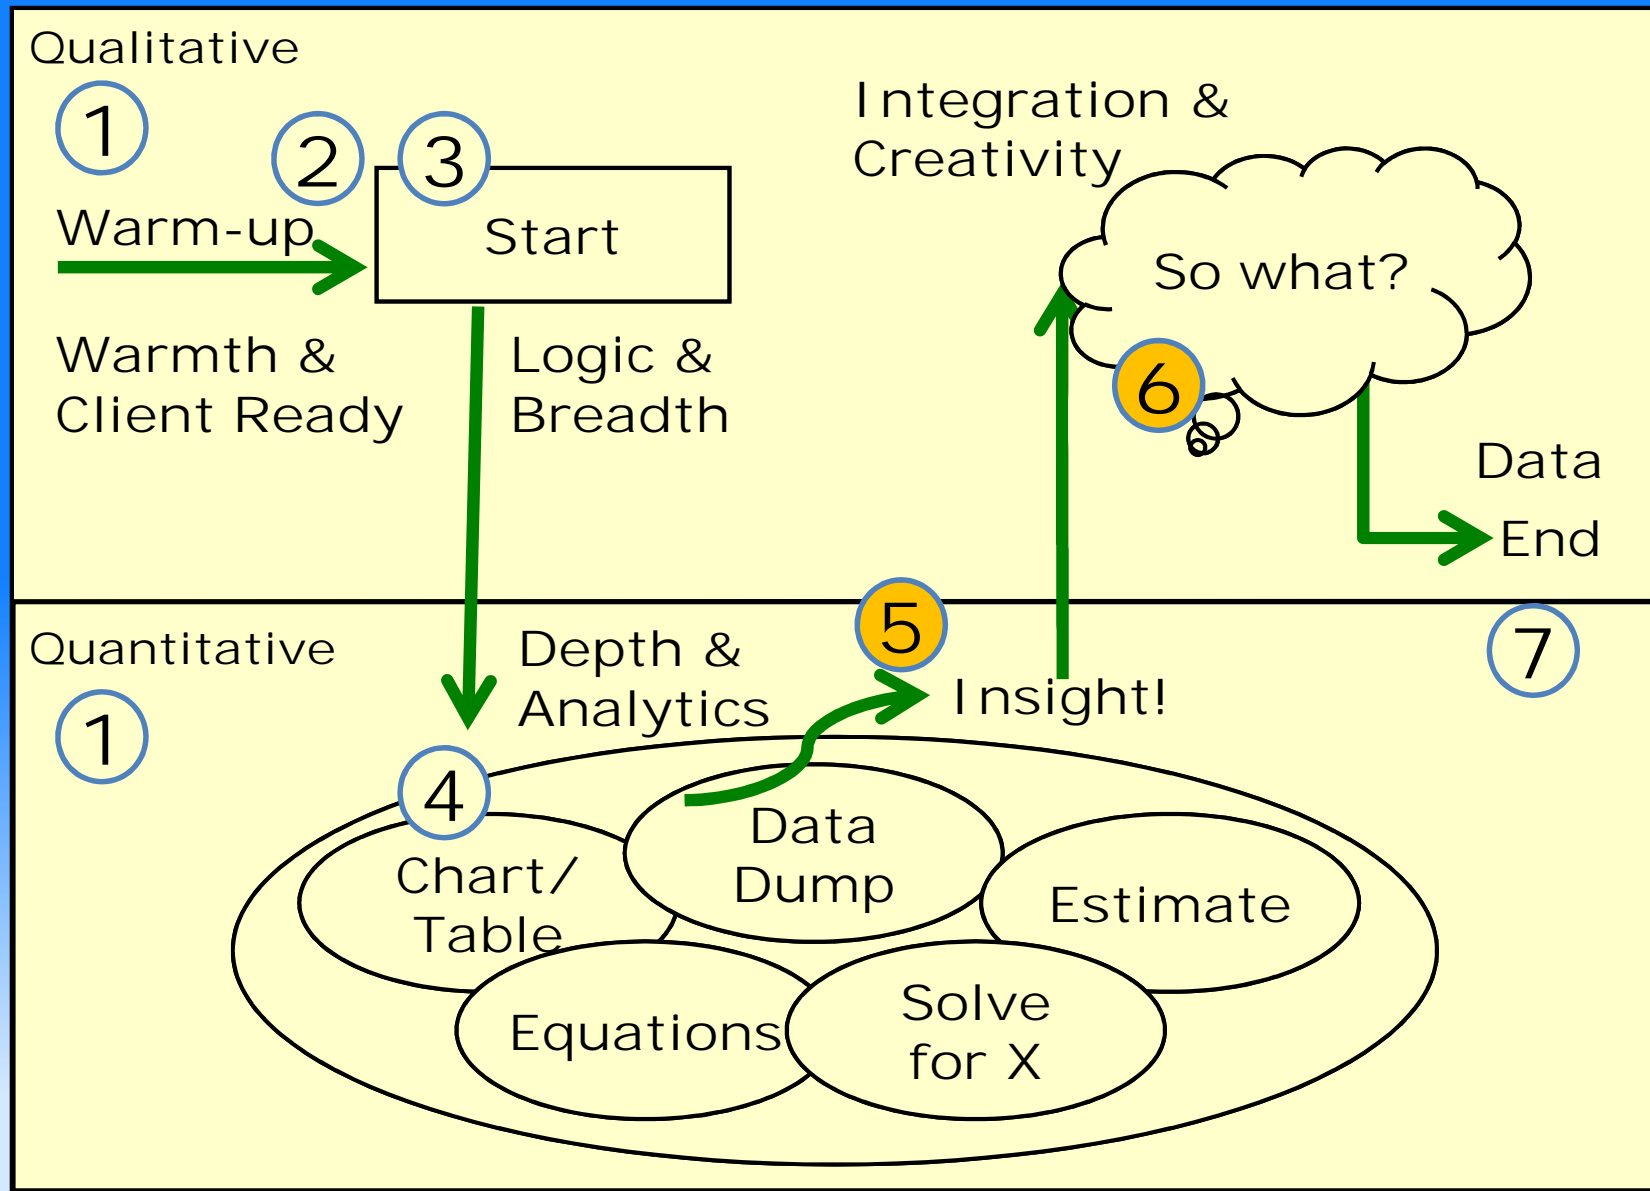 Qualitative
1
2
3
Warm-up
Start
Warmth &
Client Ready
Logic &
Breadth
Integration &
Creativity
So what?
6
Data
End
Quantitative
1
Depth &
Analytics
5
Insight!
7
4
Chart/
Table
Data
Dump
Estimate
Equations
Solve
for X